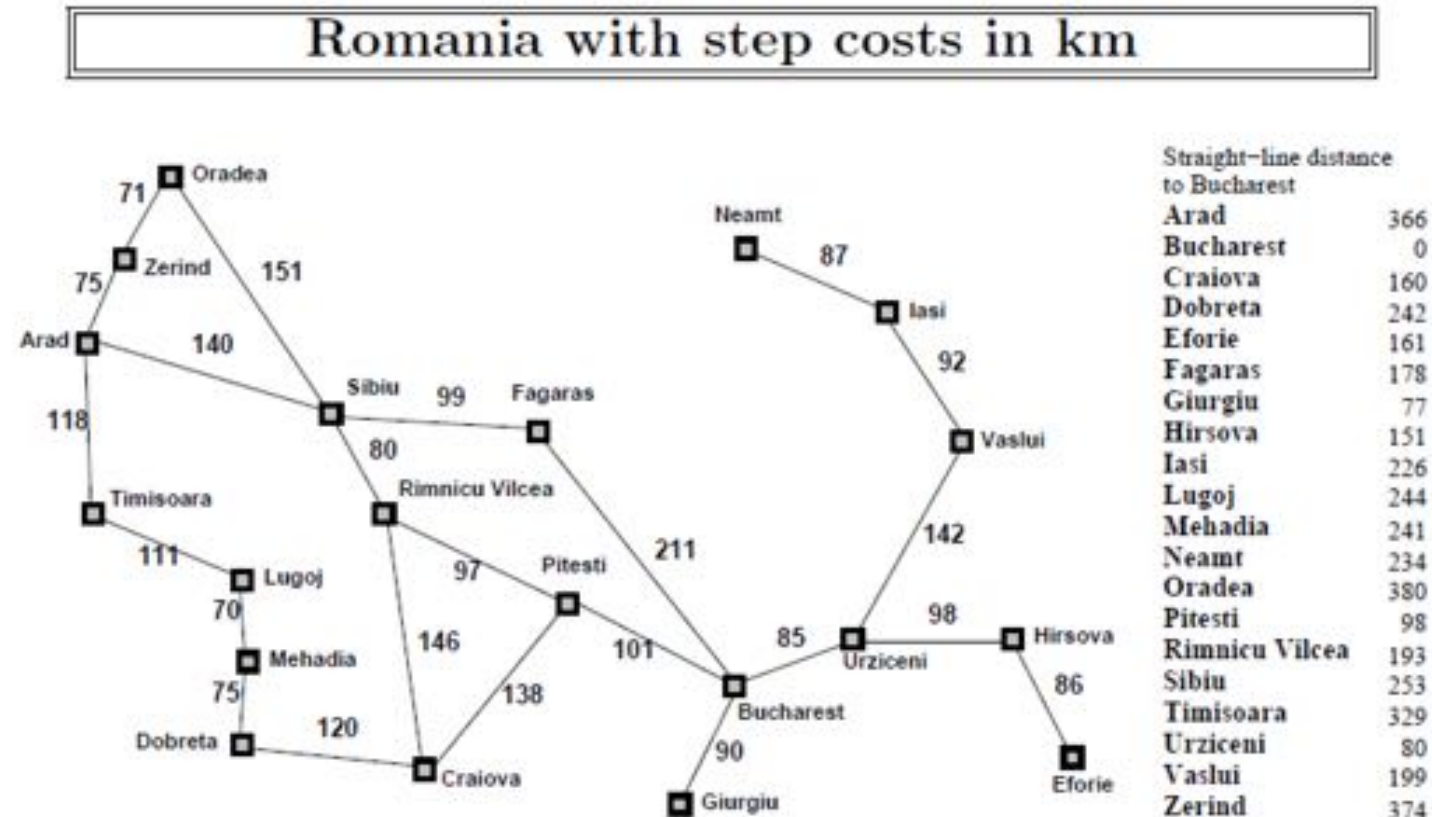 Romania with step costs in km
Oradea
71
Neamt
87
Zerind
151
75
Iasi
Arad
140
92
Sibiu
99
Fagaras
118
80
Vaslui
Timisoara
Rimnicu Vilcea
111
97
Pitesti
211
142
Lugoj
70
146
101
85
98
Hirsova
Urziceni
Mehadia
75
138
86
Bucharest
Dobreta
120
90
Craiova
Eforie
Giurgiu
Straight-line distance
to Bucharest
Arad 366
Bucharest 0
Craiova 160
Dobreta 242
Eforie 161
Fagaras 178
Giurgiu 77
Hirsova 151
Iasi 226
Lugoj 244
Mehadia 241
Neamt 234
Oradea 380
Pitesti 98
Rimnicu Vilcea 193
Sibiu 253
Timisoara 329
Urziceni 80
Vaslui 199
Zerind 374